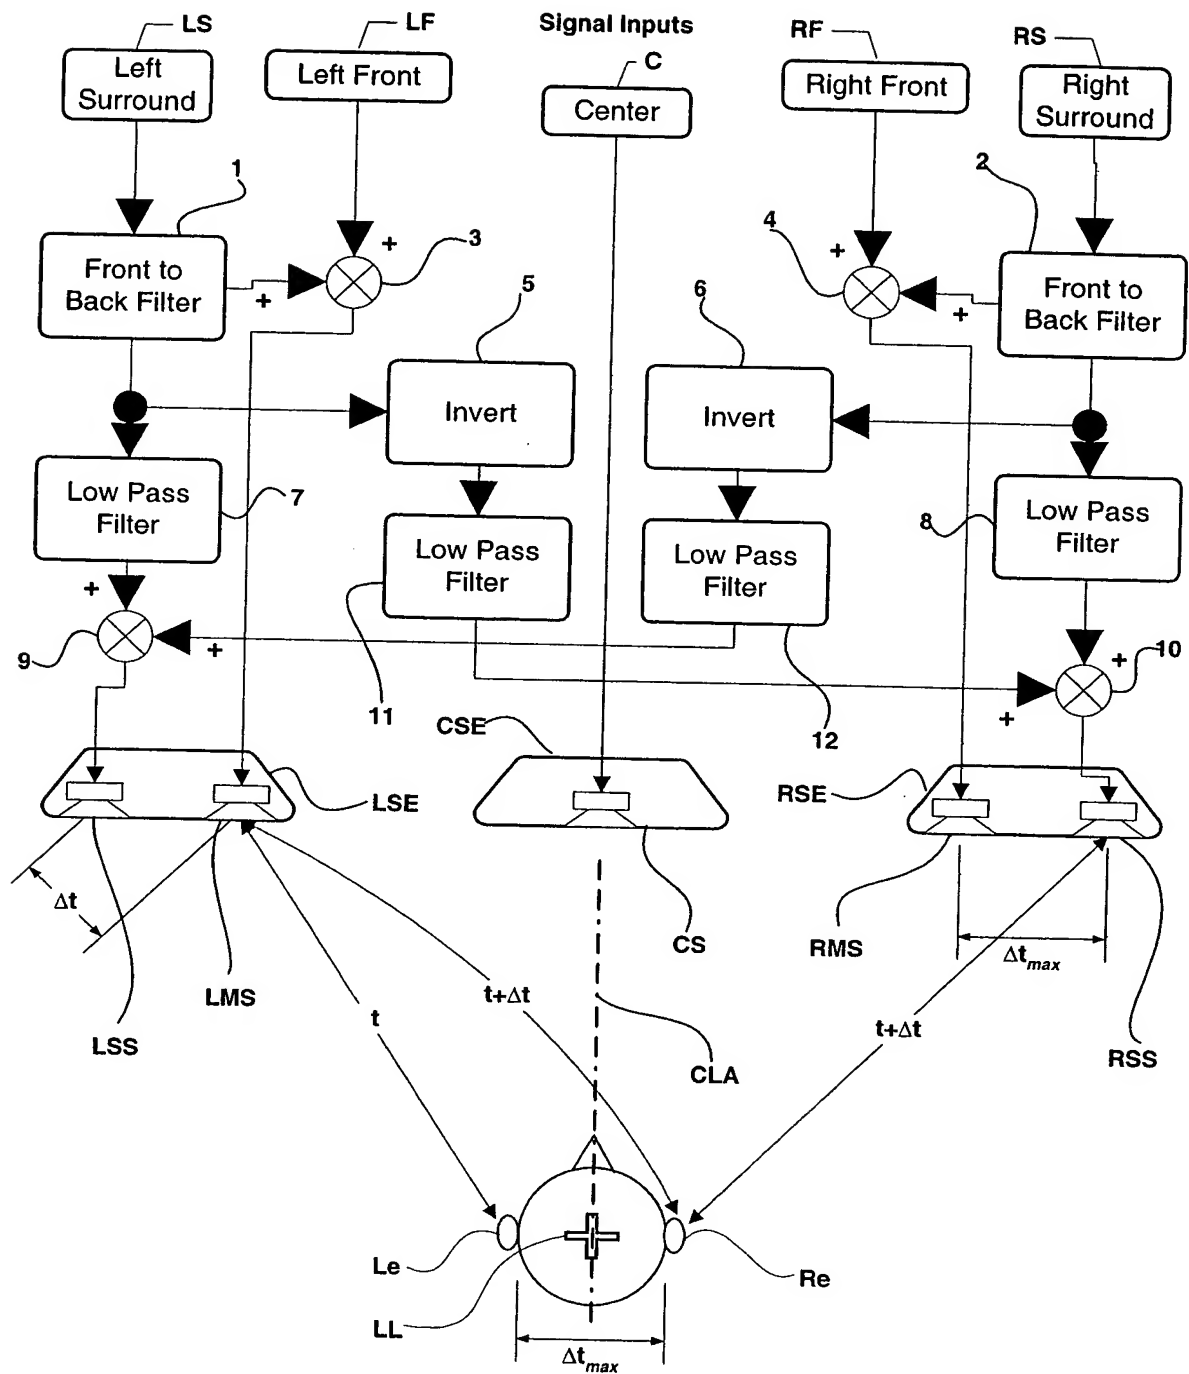 Signal Inputs
LS
LF
C
RF
RS
Left
Surround
Left Front
Center
Right Front
Right
Surround
1
2
3
4
+
+
+
+
Front to
Back Filter
Front to
Back Filter
5
6
Invert
Invert
Low Pass
Filter
7
Low Pass
Filter
Low Pass
Filter
8
Low Pass
Filter
+
9
+
11
12
+
+
10
CSE
LSE
RSE
Δt
CS
RMS
Δtmax
LMS
LSS
t
t+Δt
t+Δt
RSS
CLA
Le
Re
LL
Δtmax